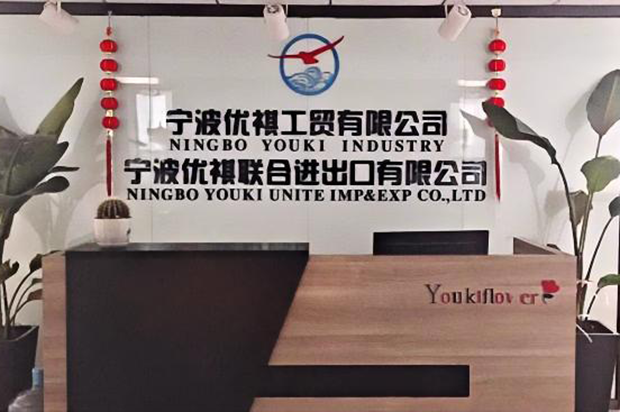 宁波优祺工贸有限公司
NINGBO YOUKI INDUSTRY
宁波优祺联合进出口有限公司
NINGBO YOUKI UNITE IMP&EXP CO.,LTD
Youkiflower